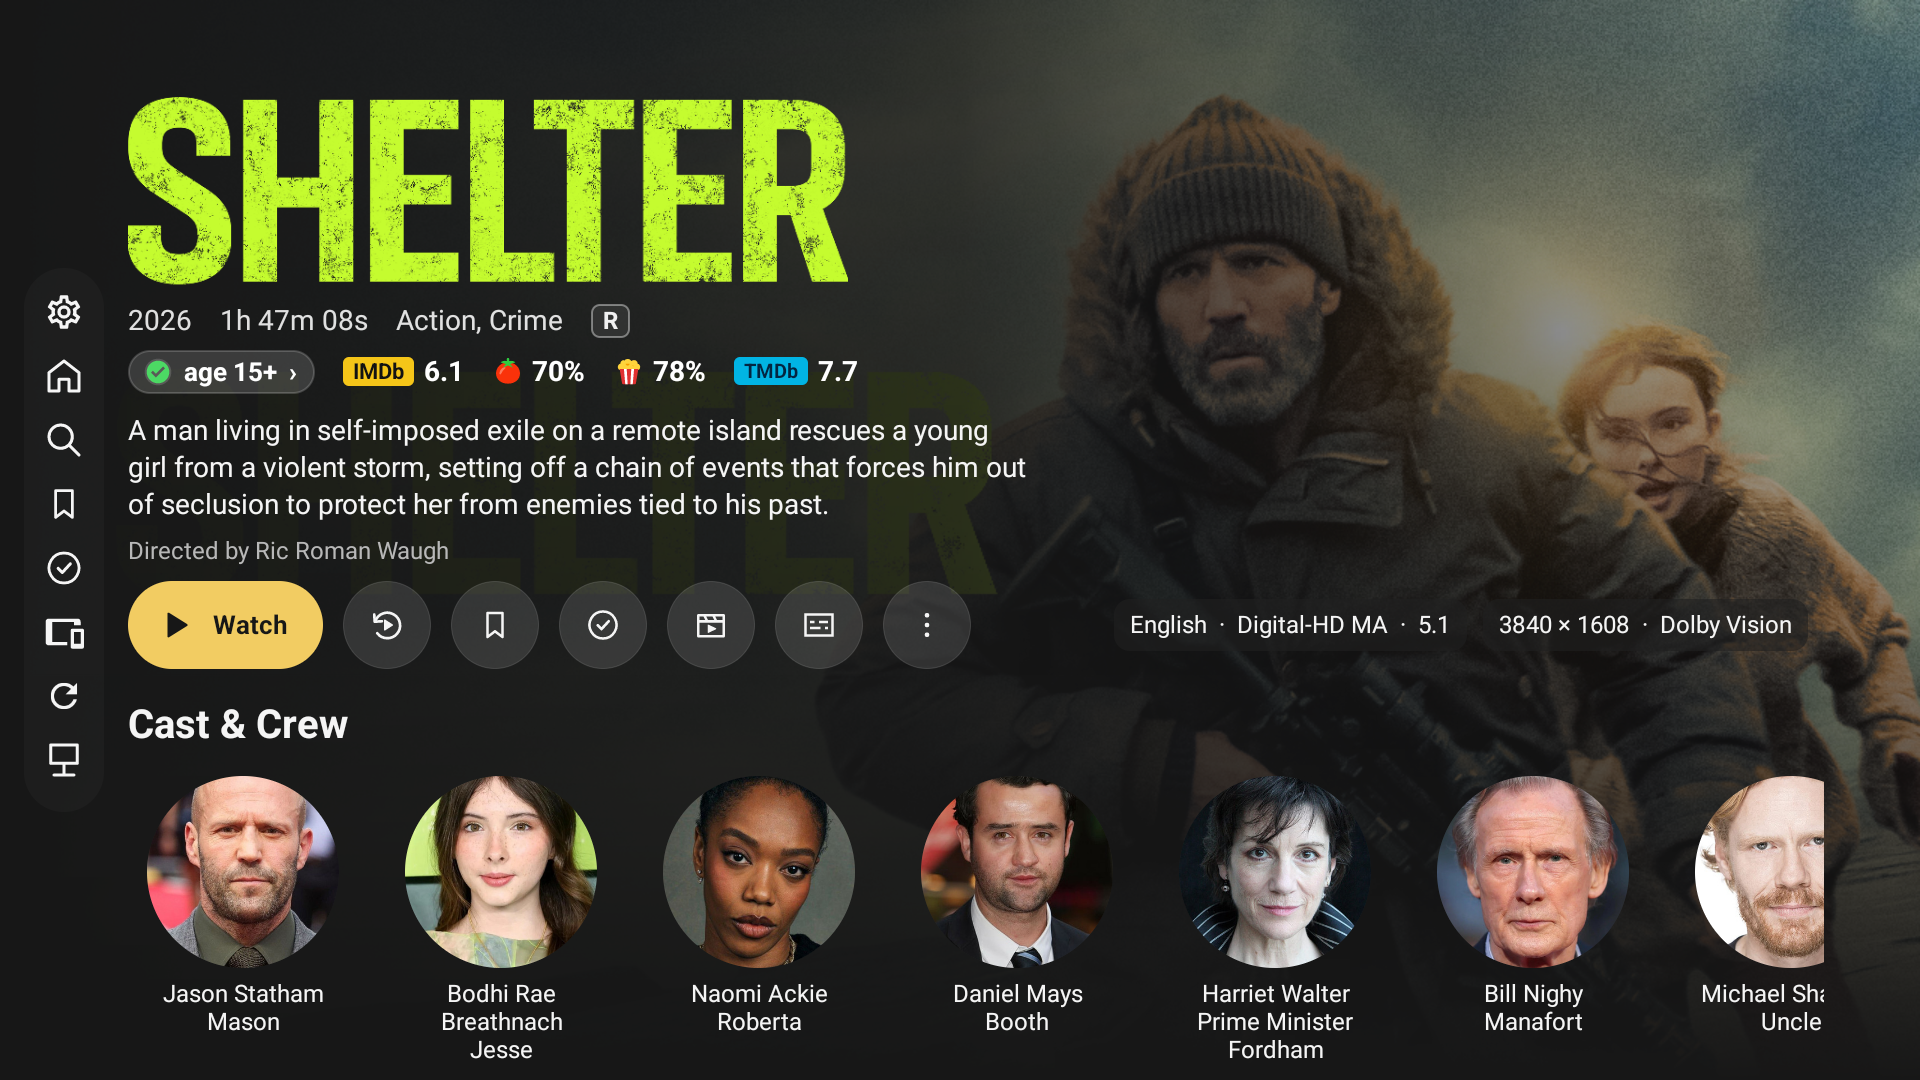 SHELTER
2026 1h 47m 08s Action, Crime R
age 15+ › IMDb 6.1 70% 78% TMDb 7.7
A man living in self-imposed exile on a remote island rescues a young
girl from a violent storm, setting off a chain of events that forces him out
of seclusion to protect her from enemies tied to his past.
Directed by Ric Roman Waugh
Watch
English · Digital-HD MA · 5.1 3840 × 1608 · Dolby Vision
Cast & Crew
Jason Statham
Mason
Bodhi Rae
Breathnach
Jesse
Naomi Ackie
Roberta
Daniel Mays
Booth
Harriet Walter
Prime Minister
Fordham
Bill Nighy
Manafort
Michael Sha
Uncle
SHELTER